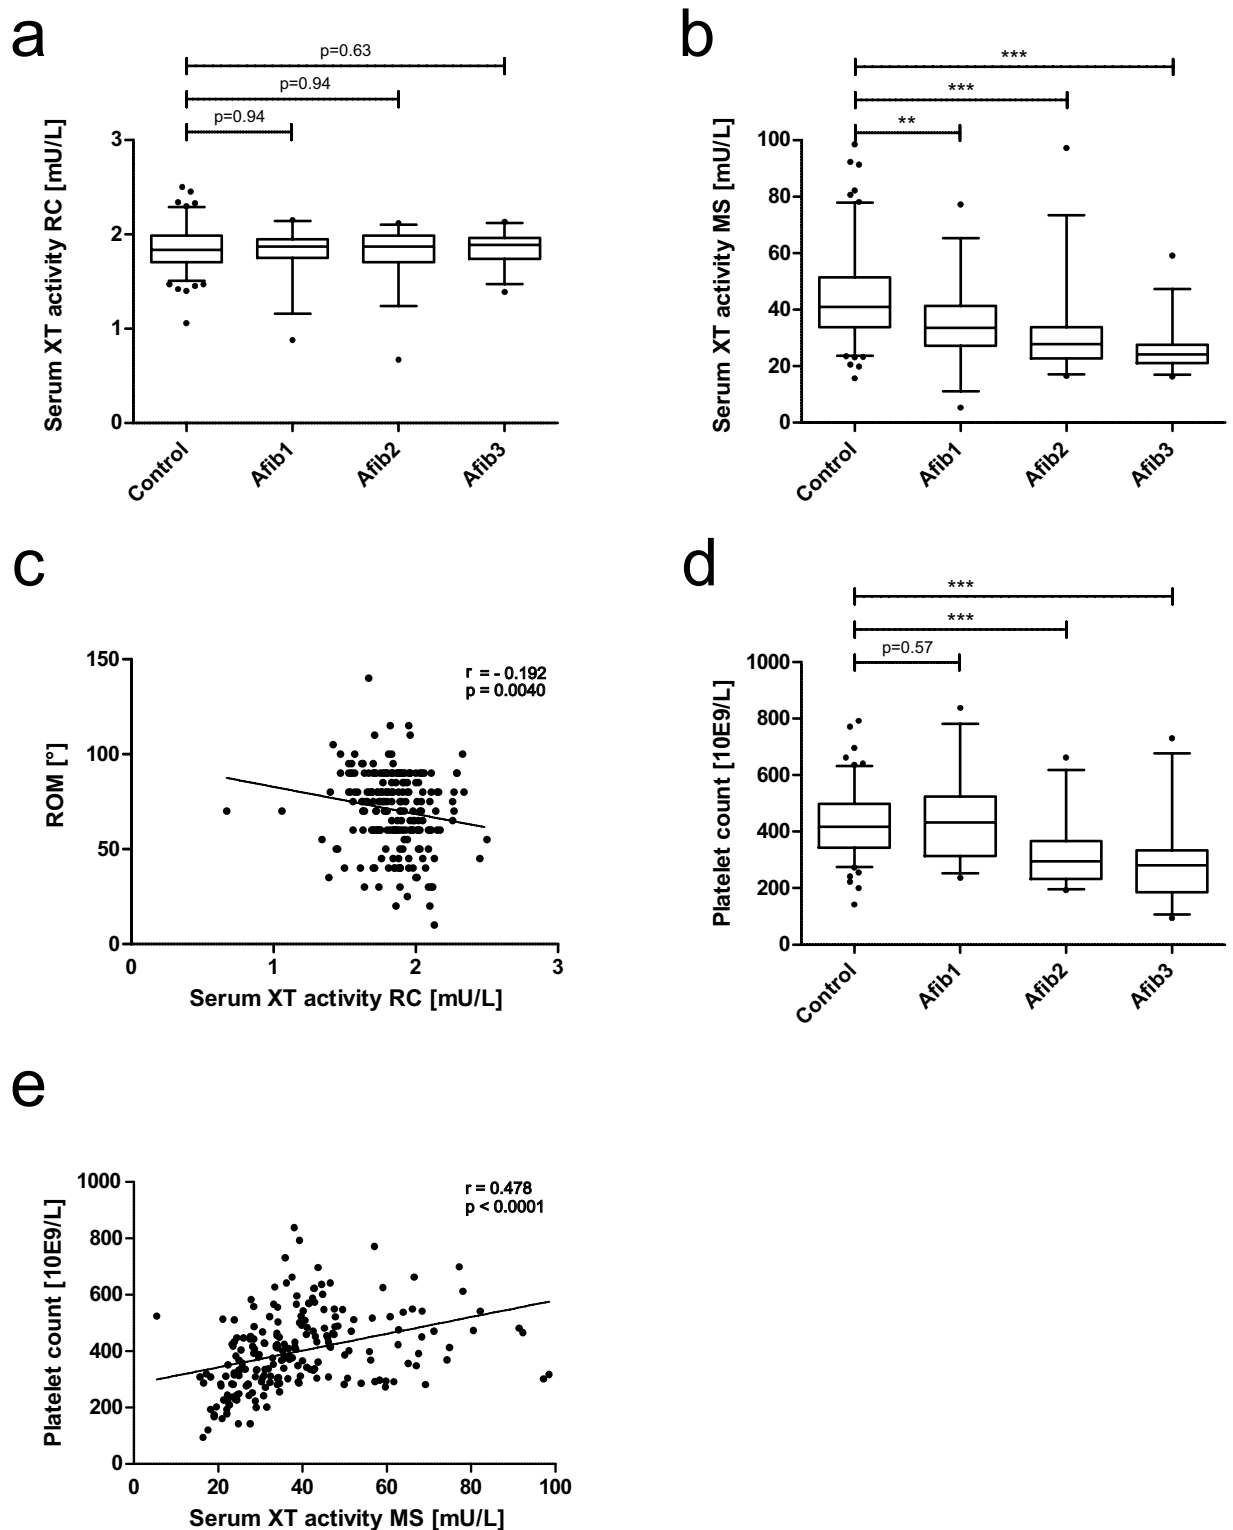 a
p=0.63
p=0.94
p=0.94
Serum XT activity RC [mU/L]
3
2
1
0
Control
Afib1
Afib2
Afib3
b
***
***
**
Serum XT activity MS [mU/L]
100
80
60
40
20
0
Control
Afib1
Afib2
Afib3
c
r = - 0.192
p = 0.0040
ROM [°]
150
100
50
0
0 1 2 3
Serum XT activity RC [mU/L]
d
***
***
p=0.57
Platelet count [10E9/L]
1000
800
600
400
200
0
Control
Afib1
Afib2
Afib3
e
r = 0.478
p < 0.0001
Platelet count [10E9/L]
1000
800
600
400
200
0
0 20 40 60 80 100
Serum XT activity MS [mU/L]